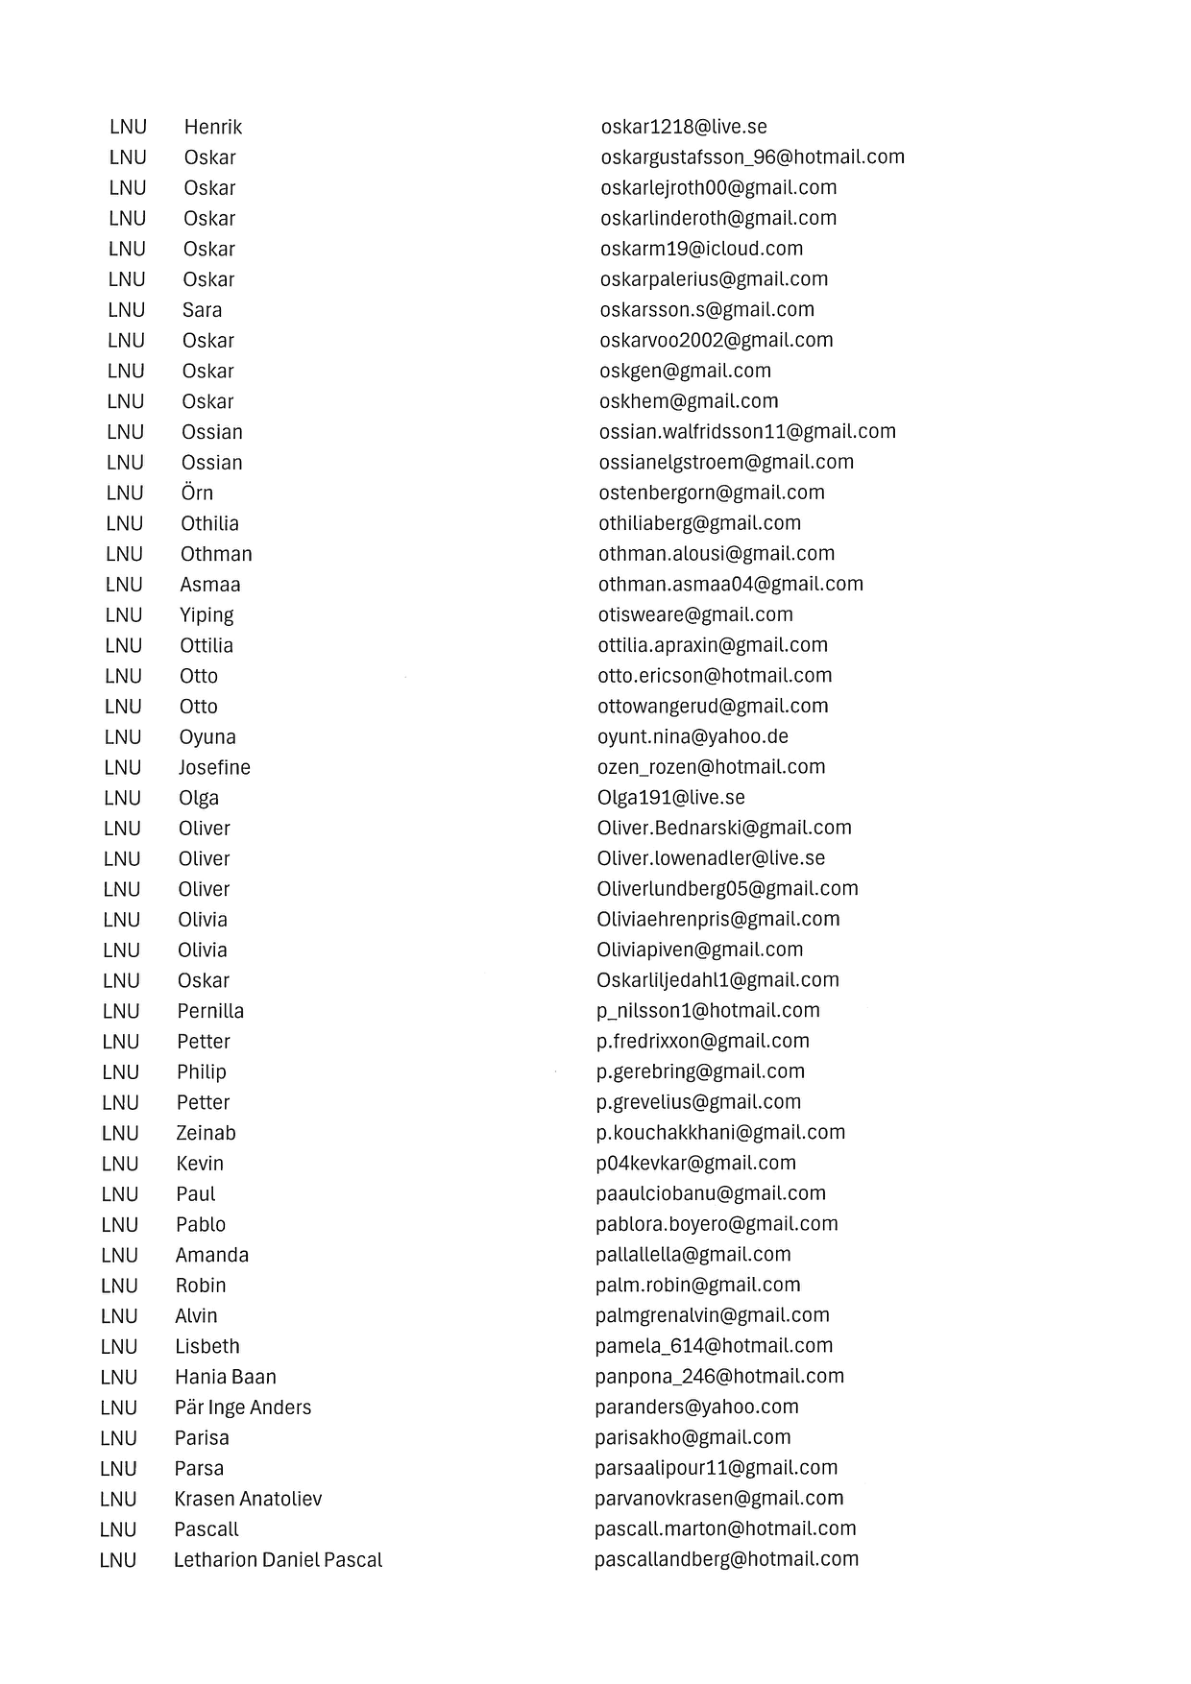 LNU Henrik oskar1218@live.se
LNU Oskar oskargustafsson_96@hotmail.com
LNU Oskar oskarlejroth00@gmail.com
LNU Oskar oskarlinderoth@gmail.com
LNU Oskar oskarm19@icloud.com
LNU Oskar oskarpalerius@gmail.com
LNU Sara oskarsson.s@gmail.com
LNU Oskar oskarvoo2002@gmail.com
LNU Oskar oskgen@gmail.com
LNU Oskar oskhem@gmail.com
LNU Ossian ossian.walfridsson11@gmail.com
LNU Ossian ossianelgstroem@gmail.com
LNU Örn ostenbergorn@gmail.com
LNU Othilia othiliaberg@gmail.com
LNU Othman othman.alousi@gmail.com
LNU Asmaa othman.asmaa04@gmail.com
LNU Yiping otisweare@gmail.com
LNU Ottilia ottilia.apraxin@gmail.com
LNU Otto otto.ericson@hotmail.com
LNU Otto ottowangerud@gmail.com
LNU Oyuna oyunt.nina@yahoo.de
LNU Josefine ozen_rozen@hotmail.com
LNU Olga Olga191@live.se
LNU Oliver Oliver.Bednarski@gmail.com
LNU Oliver Oliver.lowenadler@live.se
LNU Oliver Oliverlundberg05@gmail.com
LNU Olivia Oliviaehrenpris@gmail.com
LNU Olivia Oliviapiven@gmail.com
LNU Oskar Oskarliljedahl1@gmail.com
LNU Pernilla p_nilsson1@hotmail.com
LNU Petter p.fredrixxon@gmail.com
LNU Philip p.gerebring@gmail.com
LNU Petter p.grevelius@gmail.com
LNU Zeinab p.kouchakkhani@gmail.com
LNU Kevin p04kevkar@gmail.com
LNU Paul paaulciobanu@gmail.com
LNU Pablo pablora.boyero@gmail.com
LNU Amanda pallallella@gmail.com
LNU Robin palm.robin@gmail.com
LNU Alvin palmgrenalvin@gmail.com
LNU Lisbeth pamela_614@hotmail.com
LNU Hania Baan panpona_246@hotmail.com
LNU Pär Inge Anders paranders@yahoo.com
LNU Parisa parisakho@gmail.com
LNU Parsa parsaalipour11@gmail.com
LNU Krasen Anatoliev parvanovkrasen@gmail.com
LNU Pascall pascall.marton@hotmail.com
LNU Letharion Daniel Pascal pascallandberg@hotmail.com